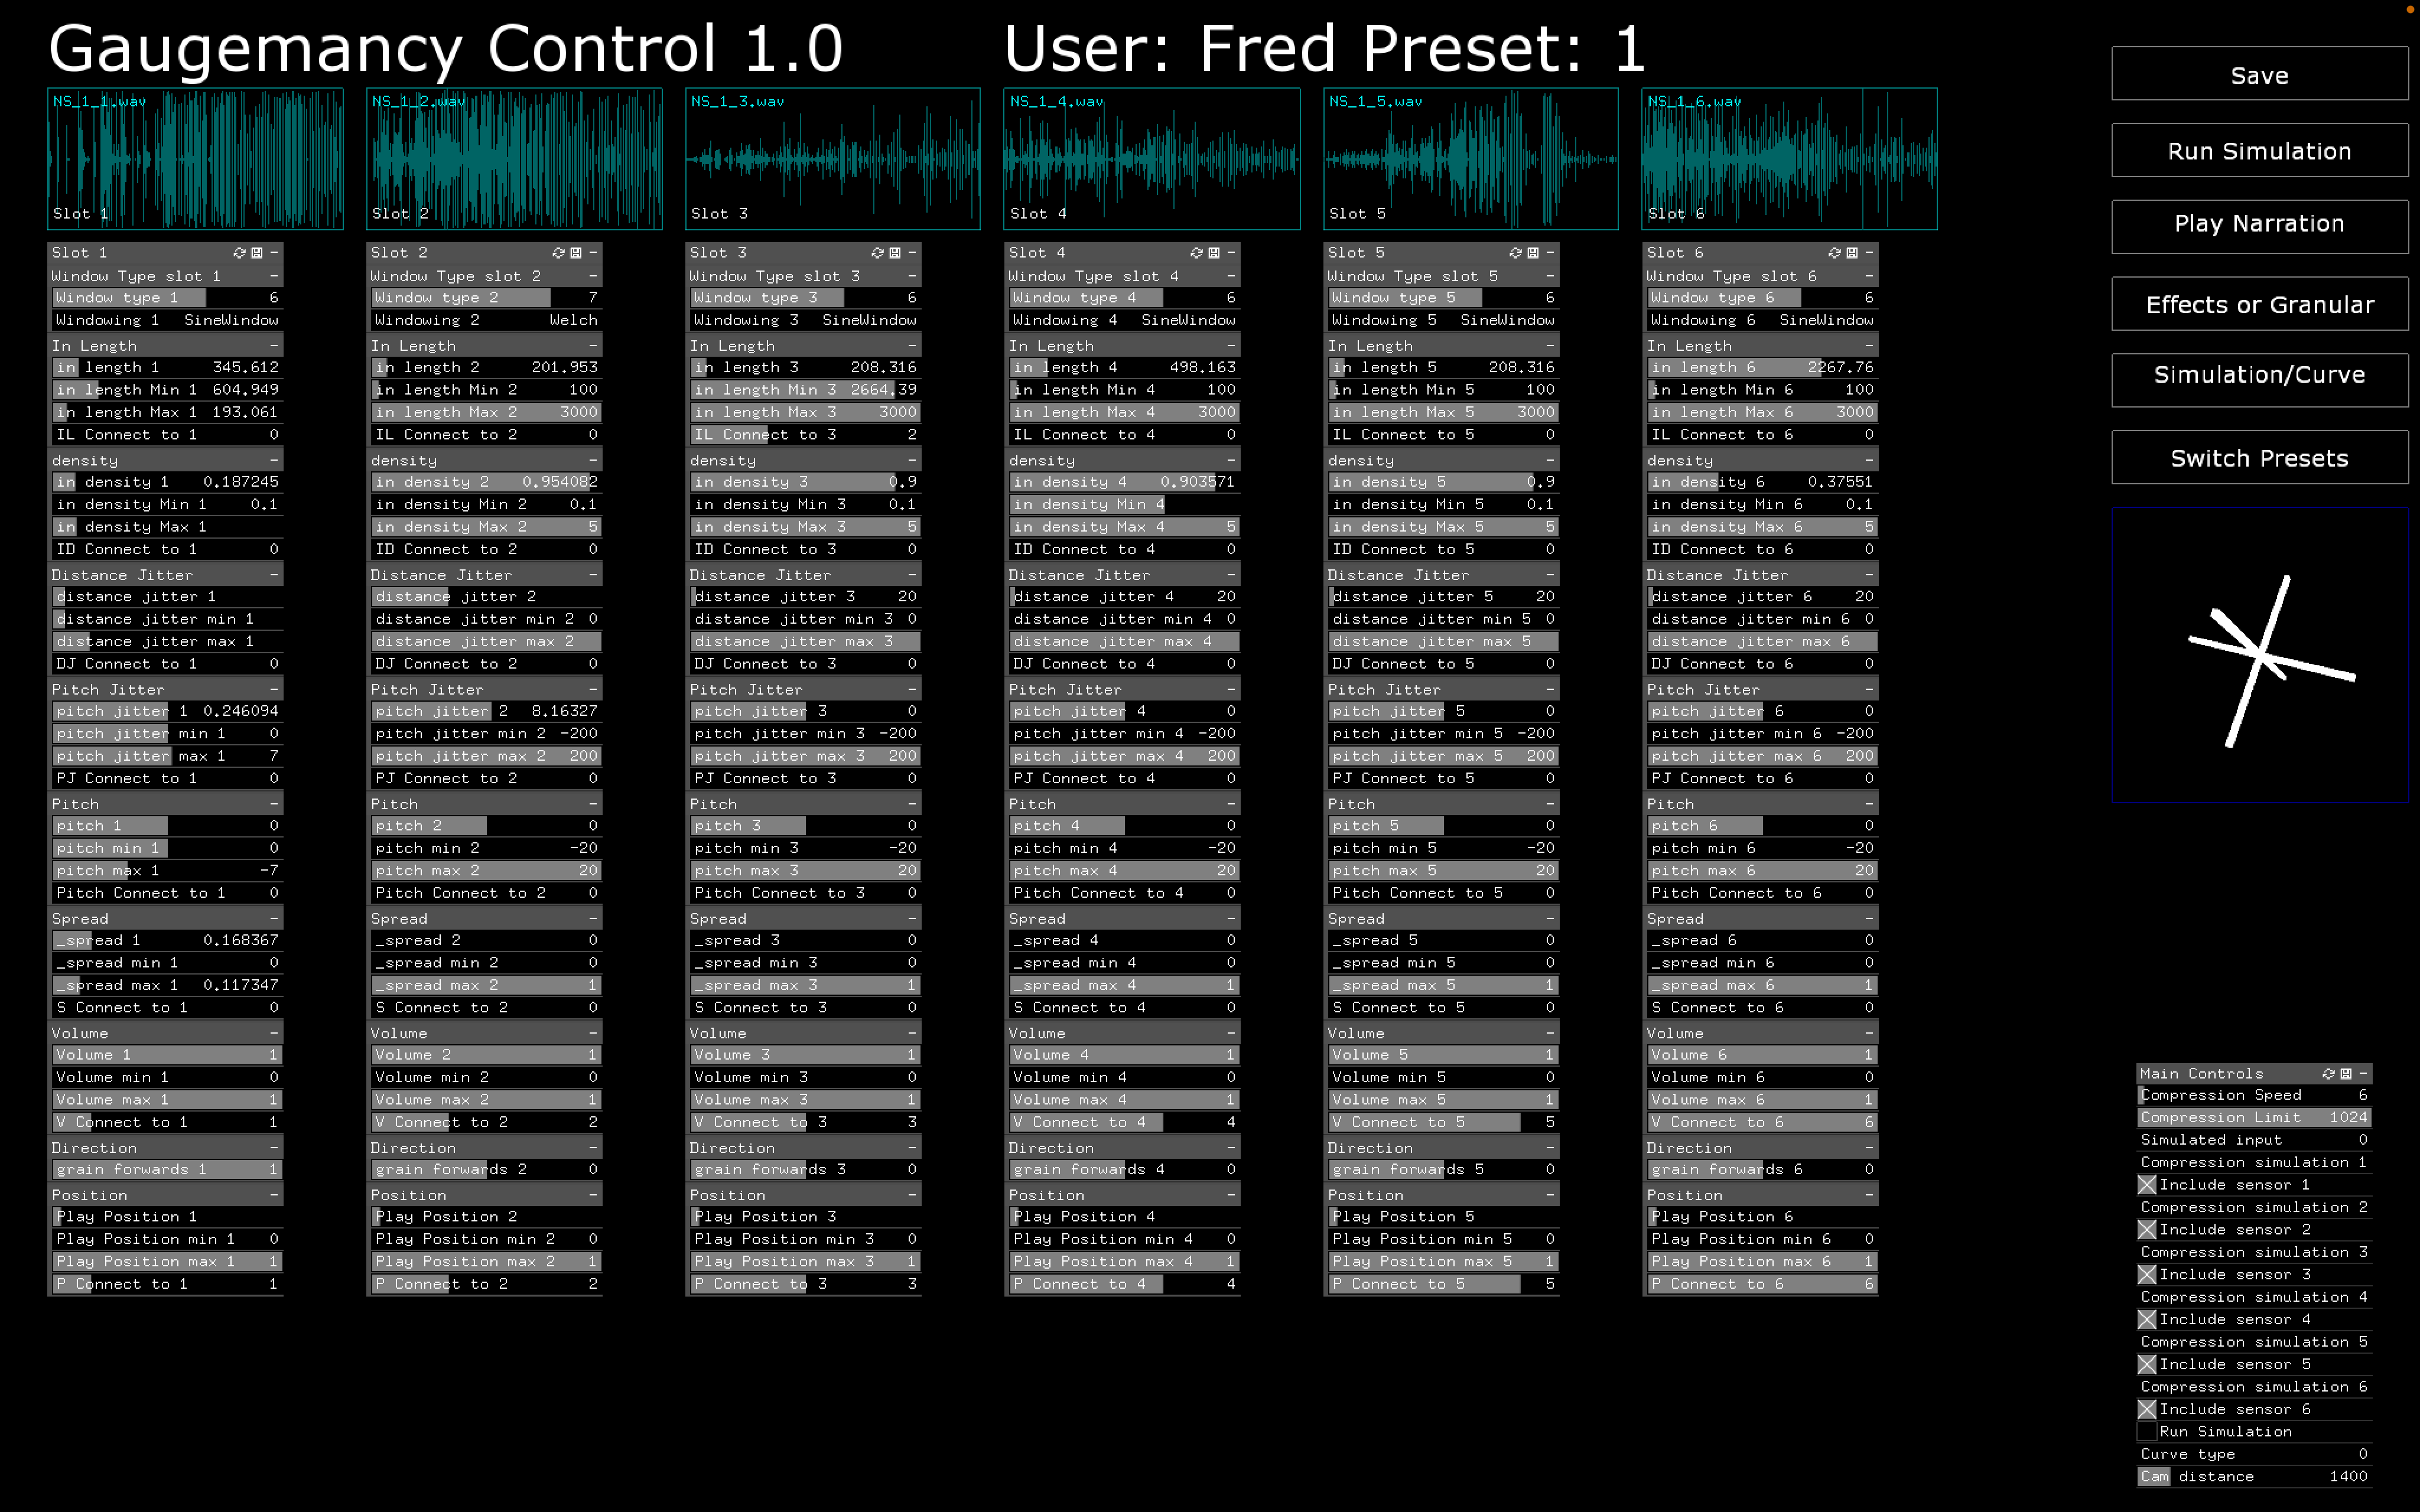 Gaugemancy Control 1.0
User: Fred Preset: 1
NS_1_1.wav
Slot 1
NS_1_2.wav
Slot 2
NS_1_3.wav
Slot 3
NS_1_4.wav
Slot 4
NS_1_5.wav
Slot 5
NS_1_6.wav
Slot 6
Slot 1
Window Type slot 1
Window type 1 6
Windowing 1 SineWindow
In Length
in length 1 345.612
in length Min 1 604.949
in length Max 1 193.061
IL Connect to 1 0
density
in density 1 0.187245
in density Min 1 0.1
in density Max 1
ID Connect to 1 0
Distance Jitter
distance jitter 1
distance jitter min 1
distance jitter max 1
DJ Connect to 1 0
Pitch Jitter
pitch jitter 1 0.246094
pitch jitter min 1 0
pitch jitter max 1 7
PJ Connect to 1 0
Pitch
pitch 1 0
pitch min 1 0
pitch max 1 -7
Pitch Connect to 1 0
Spread
_spread 1 0.168367
_spread min 1 0
_spread max 1 0.117347
S Connect to 1 0
Volume
Volume 1 1
Volume min 1 0
Volume max 1 1
V Connect to 1 1
Direction
grain forwards 1 1
Position
Play Position 1
Play Position min 1 0
Play Position max 1 1
P Connect to 1 1
Slot 2
Window Type slot 2
Window type 2 7
Windowing 2 Welch
In Length
in length 2 201.953
in length Min 2 100
in length Max 2 3000
IL Connect to 2 0
density
in density 2 0.954082
in density Min 2 0.1
in density Max 2 5
ID Connect to 2 0
Distance Jitter
distance jitter 2
distance jitter min 2 0
distance jitter max 2
DJ Connect to 2 0
Pitch Jitter
pitch jitter 2 8.16327
pitch jitter min 2 -200
pitch jitter max 2 200
PJ Connect to 2 0
Pitch
pitch 2 0
pitch min 2 -20
pitch max 2 20
Pitch Connect to 2 0
Spread
_spread 2 0
_spread min 2 0
_spread max 2 1
S Connect to 2 0
Volume
Volume 2 1
Volume min 2 0
Volume max 2 1
V Connect to 2 2
Direction
grain forwards 2 0
Position
Play Position 2
Play Position min 2 0
Play Position max 2 1
P Connect to 2 2
Slot 3
Window Type slot 3
Window type 3 6
Windowing 3 SineWindow
In Length
in length 3 208.316
in length Min 3 2664.39
in length Max 3 3000
IL Connect to 3 2
density
in density 3 0.9
in density Min 3 0.1
in density Max 3 5
ID Connect to 3 0
Distance Jitter
distance jitter 3 20
distance jitter min 3 0
distance jitter max 3
DJ Connect to 3 0
Pitch Jitter
pitch jitter 3 0
pitch jitter min 3 -200
pitch jitter max 3 200
PJ Connect to 3 0
Pitch
pitch 3 0
pitch min 3 -20
pitch max 3 20
Pitch Connect to 3 0
Spread
_spread 3 0
_spread min 3 0
_spread max 3 1
S Connect to 3 0
Volume
Volume 3 1
Volume min 3 0
Volume max 3 1
V Connect to 3 3
Direction
grain forwards 3 0
Position
Play Position 3
Play Position min 3 0
Play Position max 3 1
P Connect to 3 3
Slot 4
Window Type slot 4
Window type 4 6
Windowing 4 SineWindow
In Length
in length 4 498.163
in length Min 4 100
in length Max 4 3000
IL Connect to 4 0
density
in density 4 0.903571
in density Min 4
in density Max 4 5
ID Connect to 4 0
Distance Jitter
distance jitter 4 20
distance jitter min 4 0
distance jitter max 4
DJ Connect to 4 0
Pitch Jitter
pitch jitter 4 0
pitch jitter min 4 -200
pitch jitter max 4 200
PJ Connect to 4 0
Pitch
pitch 4 0
pitch min 4 -20
pitch max 4 20
Pitch Connect to 4 0
Spread
_spread 4 0
_spread min 4 0
_spread max 4 1
S Connect to 4 0
Volume
Volume 4 1
Volume min 4 0
Volume max 4 1
V Connect to 4 4
Direction
grain forwards 4 0
Position
Play Position 4
Play Position min 4 0
Play Position max 4 1
P Connect to 4 4
Slot 5
Window Type slot 5
Window type 5 6
Windowing 5 SineWindow
In Length
in length 5 208.316
in length Min 5 100
in length Max 5 3000
IL Connect to 5 0
density
in density 5 0.9
in density Min 5 0.1
in density Max 5 5
ID Connect to 5 0
Distance Jitter
distance jitter 5 20
distance jitter min 5 0
distance jitter max 5
DJ Connect to 5 0
Pitch Jitter
pitch jitter 5 0
pitch jitter min 5 -200
pitch jitter max 5 200
PJ Connect to 5 0
Pitch
pitch 5 0
pitch min 5 -20
pitch max 5 20
Pitch Connect to 5 0
Spread
_spread 5 0
_spread min 5 0
_spread max 5 1
S Connect to 5 0
Volume
Volume 5 1
Volume min 5 0
Volume max 5 1
V Connect to 5 5
Direction
grain forwards 5 0
Position
Play Position 5
Play Position min 5 0
Play Position max 5 1
P Connect to 5 5
Slot 6
Window Type slot 6
Window type 6 6
Windowing 6 SineWindow
In Length
in length 6 2267.76
in length Min 6 100
in length Max 6 3000
IL Connect to 6 0
density
in density 6 0.37551
in density Min 6 0.1
in density Max 6 5
ID Connect to 6 0
Distance Jitter
distance jitter 6 20
distance jitter min 6 0
distance jitter max 6
DJ Connect to 6 0
Pitch Jitter
pitch jitter 6 0
pitch jitter min 6 -200
pitch jitter max 6 200
PJ Connect to 6 0
Pitch
pitch 6 0
pitch min 6 -20
pitch max 6 20
Pitch Connect to 6 0
Spread
_spread 6 0
_spread min 6 0
_spread max 6 1
S Connect to 6 0
Volume
Volume 6 1
Volume min 6 0
Volume max 6 1
V Connect to 6 6
Direction
grain forwards 6 0
Position
Play Position 6
Play Position min 6 0
Play Position max 6 1
P Connect to 6 6
Save
Run Simulation
Play Narration
Effects or Granular
Simulation/Curve
Switch Presets
Main Controls
Compression Speed 6
Compression Limit 1024
Simulated input 0
Compression simulation 1
Include sensor 1
Compression simulation 2
Include sensor 2
Compression simulation 3
Include sensor 3
Compression simulation 4
Include sensor 4
Compression simulation 5
Include sensor 5
Compression simulation 6
Include sensor 6
Run Simulation
Curve type 0
Cam distance 1400